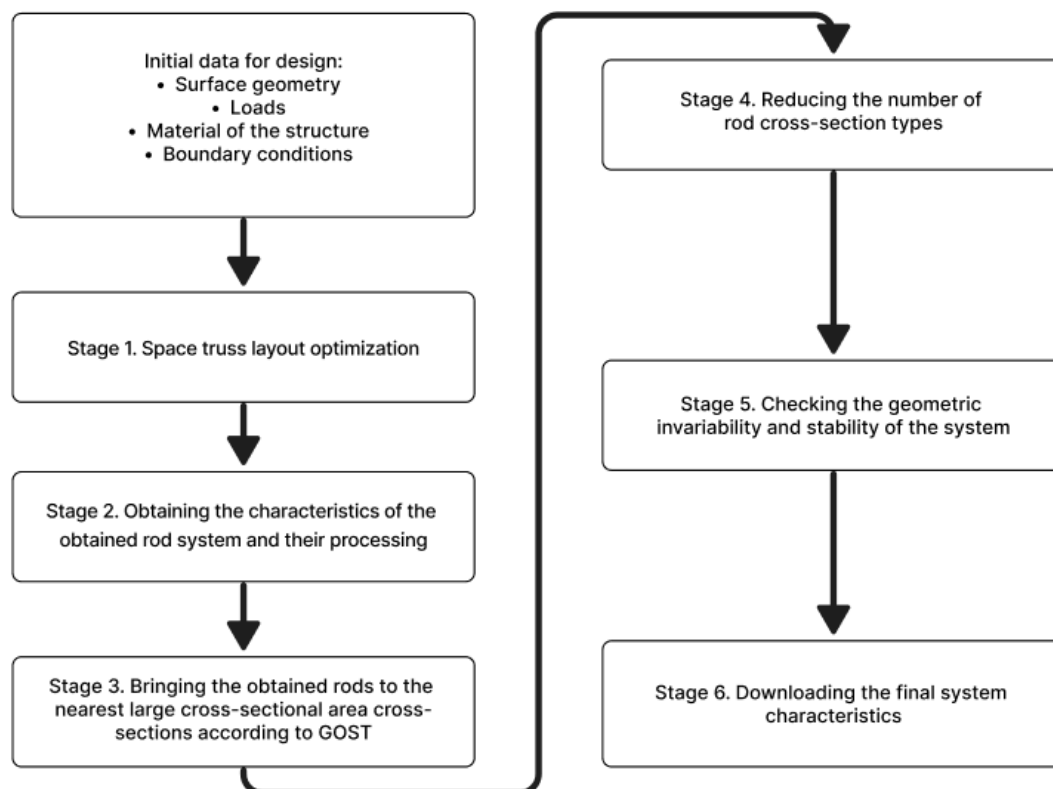 Initial data for design:
• Surface geometry
• Loads
• Material of the structure
• Boundary conditions
Stage 1. Space truss layout optimization
Stage 2. Obtaining the characteristics of the
obtained rod system and their processing
Stage 3. Bringing the obtained rods to the
nearest large cross-sectional area cross-
sections according to GOST
Stage 4. Reducing the number of
rod cross-section types
Stage 5. Checking the geometric
invariability and stability of the system
Stage 6. Downloading the final system
characteristics